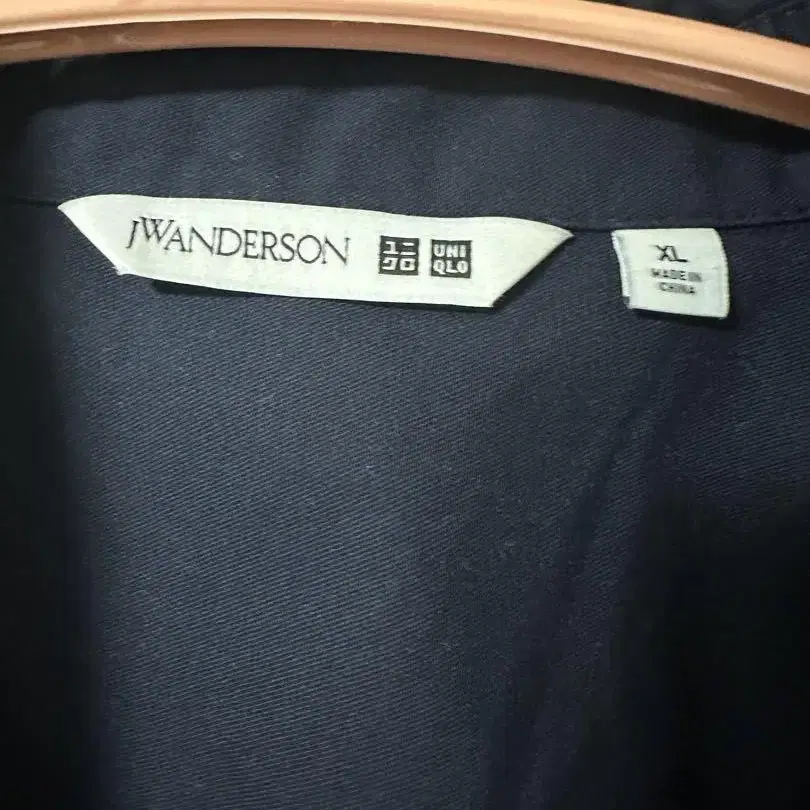 JWANDERSON
ユニ
クロ
UNI
QLO
XL
MADE IN
CHINA